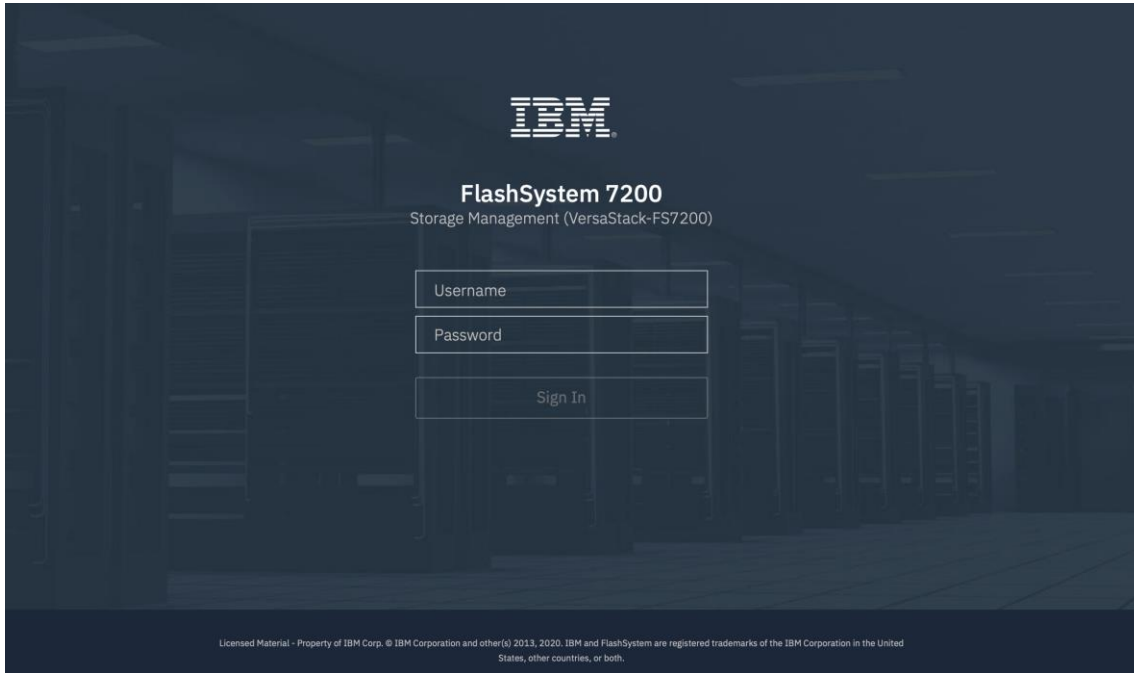 IBM
FlashSystem 7200
Storage Management (VersaStack-FS7200)
Username
Password
Sign In
Licensed Material - Property of IBM Corp. © IBM Corporation and other(s) 2013, 2020. IBM and FlashSystem are registered trademarks of the IBM Corporation in the United
States, other countries, or both.